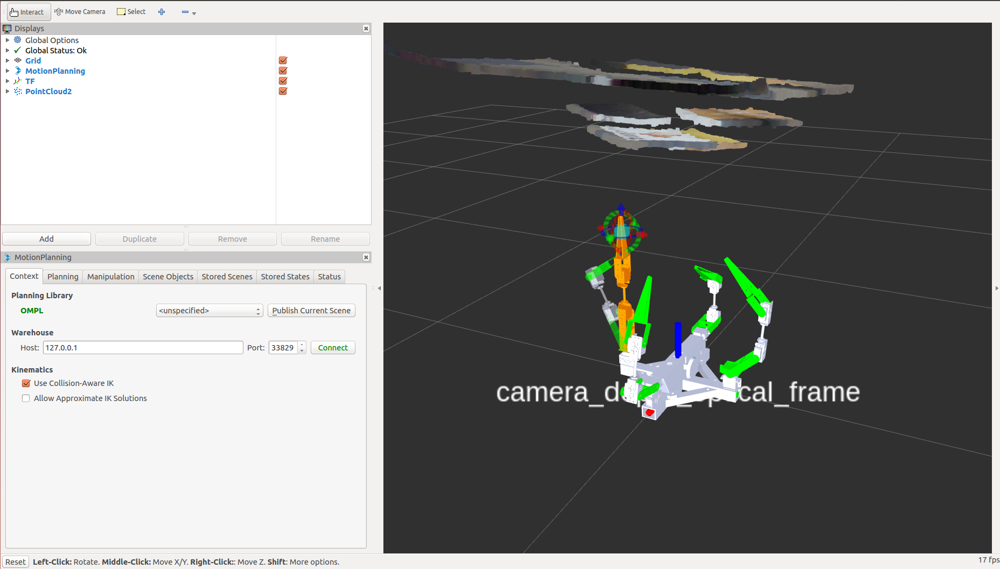 Interact Move Camera Select
Displays
Global Options
Global Status: Ok
Grid
MotionPlanning
TF
PointCloud2
Add Duplicate Remove Rename
MotionPlanning
Context Planning Manipulation Scene Objects Stored Scenes Stored States Status
Planning Library
OMPL <unspecified> Publish Current Scene
Warehouse
Host: 127.0.0.1 Port: 33829 Connect
Kinematics
Use Collision-Aware IK
Allow Approximate IK Solutions
camera_depth_optical_frame
Reset Left-Click: Rotate. Middle-Click: Move X/Y. Right-Click:: Move Z. Shift: More options. 17 fps